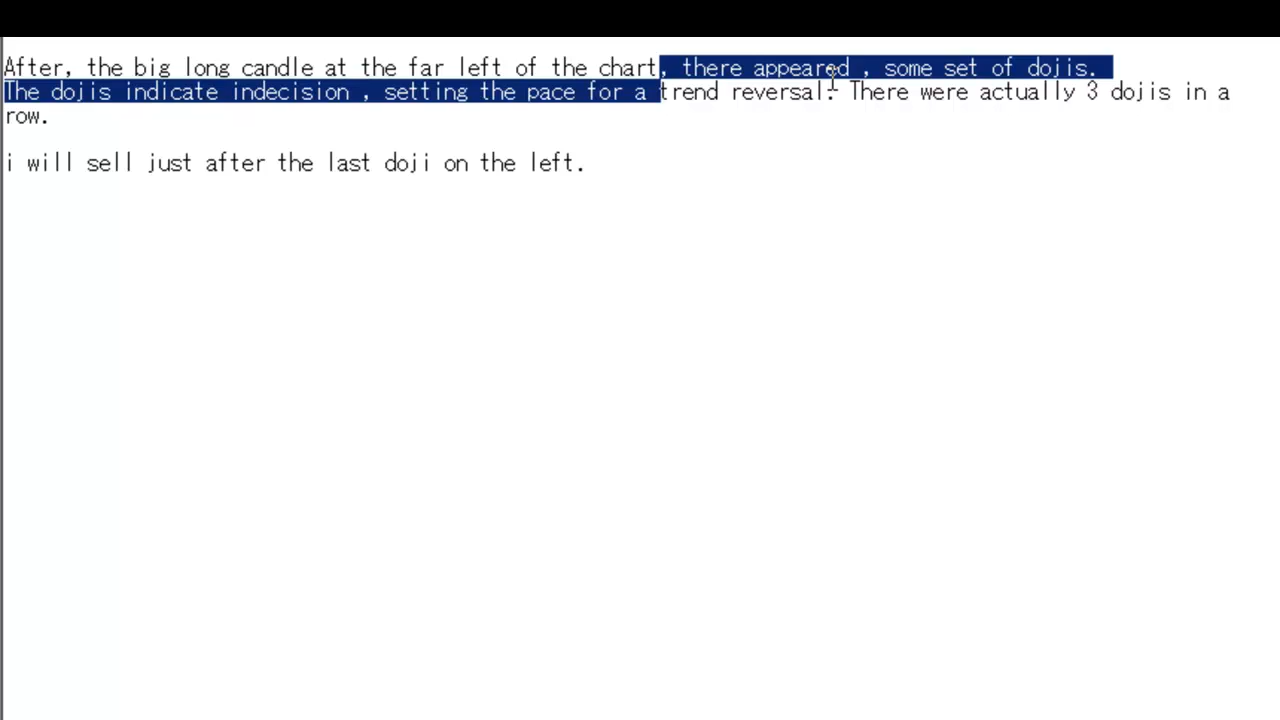 After, the big long candle at the far left of the chart, there appeared , some set of dojis.
The dojis indicate indecision , setting the pace for a trend reversal. There were actually 3 dojis in a
row.
i will sell just after the last doji on the left.